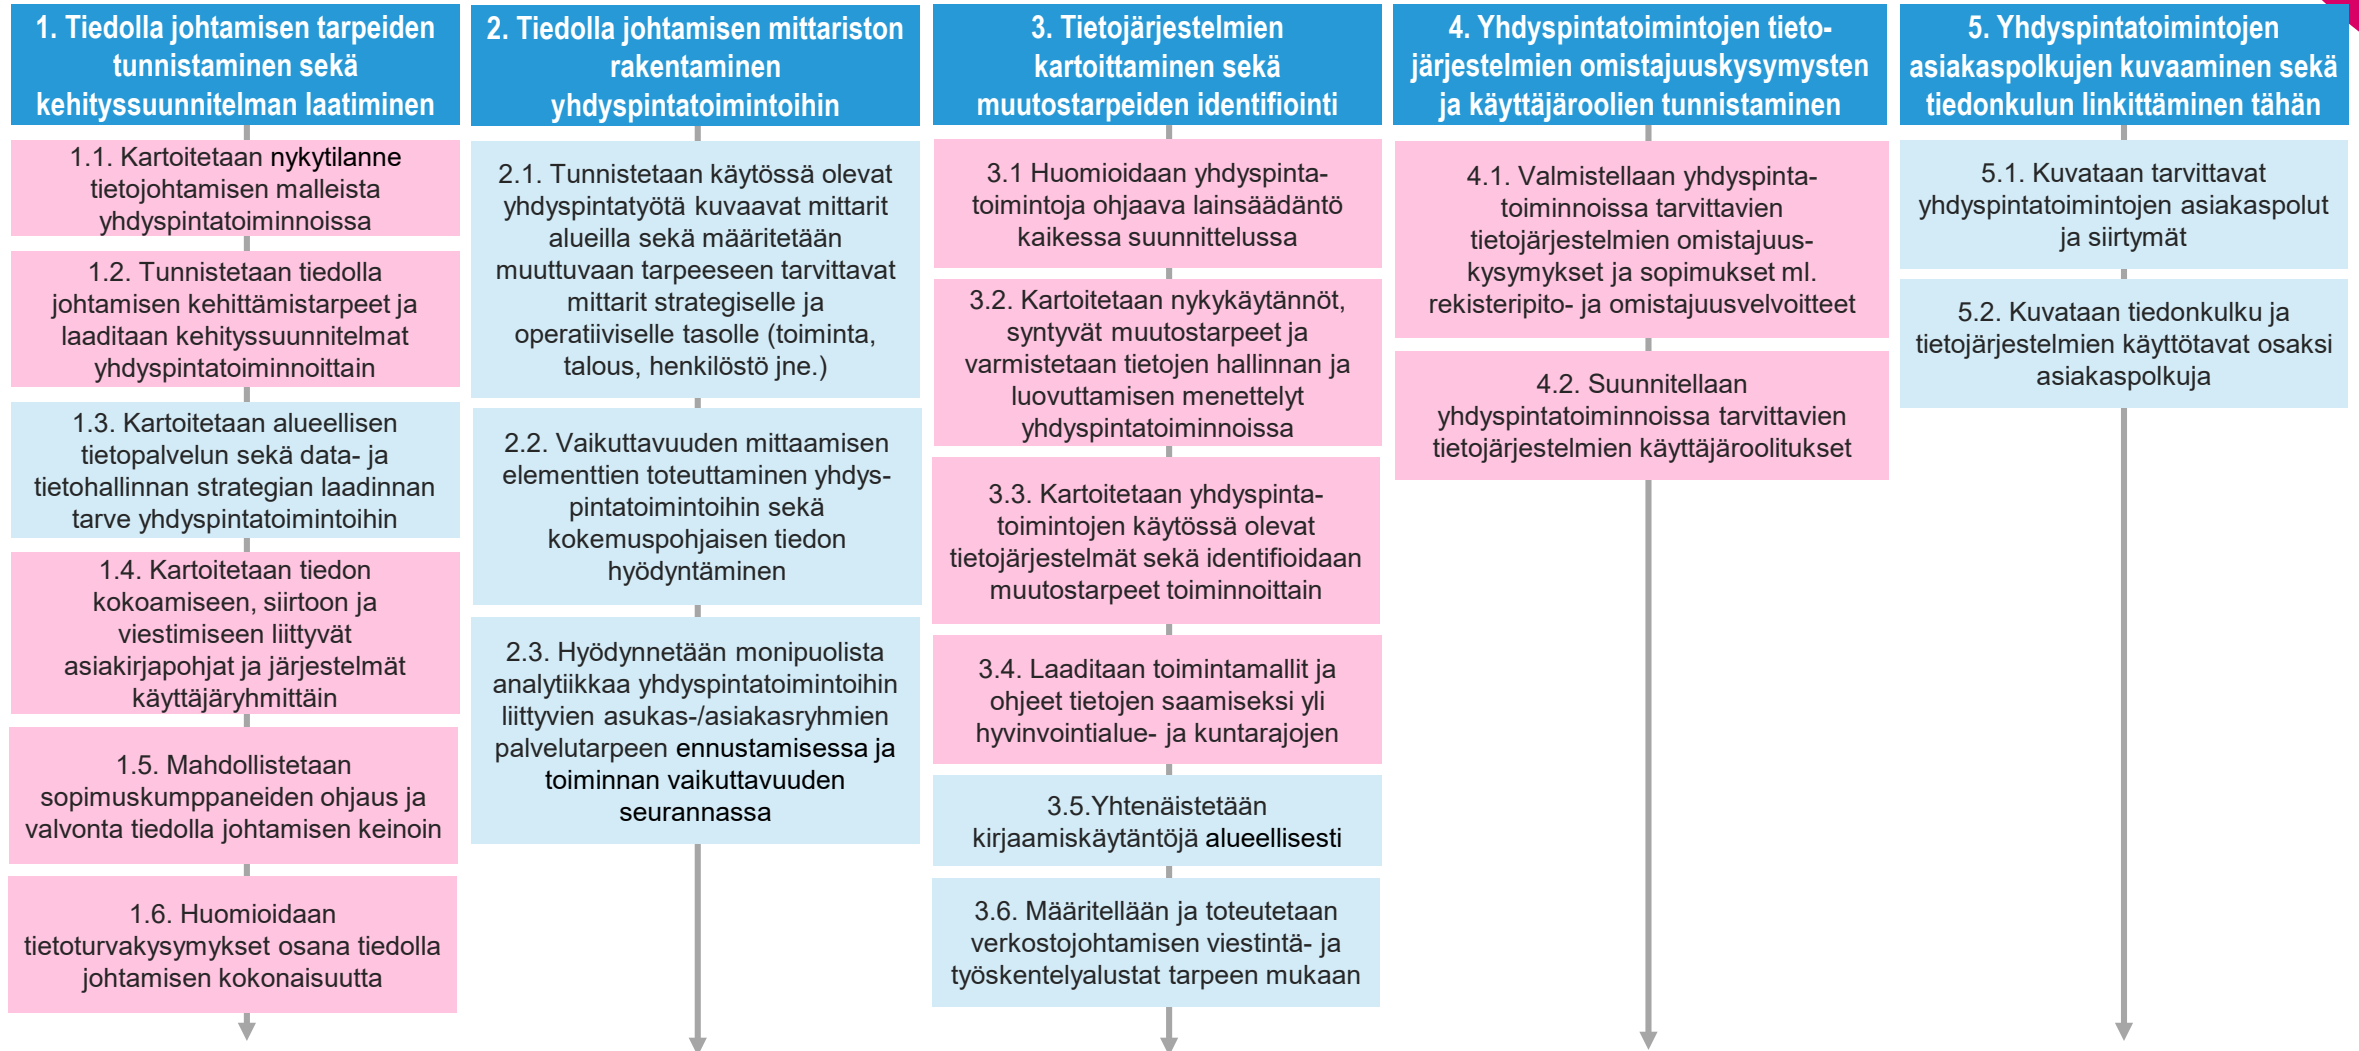 1. Tiedolla johtamisen tarpeiden
tunnistaminen sekä
kehityssuunnitelman laatiminen
1.1. Kartoitetaan nykytilanne
tietojohtamisen malleista
yhdyspintatoiminnoissa
1.2. Tunnistetaan tiedolla
johtamisen kehittämistarpeet ja
laaditaan kehityssuunnitelmat
yhdyspintatoiminnoittain
1.3. Kartoitetaan alueellisen
tietopalvelun sekä data- ja
tietohallinnan strategian laadinnan
tarve yhdyspintatoimintoihin
1.4. Kartoitetaan tiedon
kokoamiseen, siirtoon ja
viestimiseen liittyvät
asiakirjapohjat ja järjestelmät
käyttäjäryhmittäin
1.5. Mahdollistetaan
sopimuskumppaneiden ohjaus ja
valvonta tiedolla johtamisen keinoin
1.6. Huomioidaan
tietoturvakysymykset osana tiedolla
johtamisen kokonaisuutta
2. Tiedolla johtamisen mittariston
rakentaminen
yhdyspintatoimintoihin
2.1. Tunnistetaan käytössä olevat
yhdyspintatyötä kuvaavat mittarit
alueilla sekä määritetään
muuttuvaan tarpeeseen tarvittavat
mittarit strategiselle ja
operatiiviselle tasolle (toiminta,
talous, henkilöstö jne.)
2.2. Vaikuttavuuden mittaamisen
elementtien toteuttaminen yhdys-
pintatoimintoihin sekä
kokemuspohjaisen tiedon
hyödyntäminen
2.3. Hyödynnetään monipuolista
analytiikkaa yhdyspintatoimintoihin
liittyvien asukas-/asiakasryhmien
palvelutarpeen ennustamisessa ja
toiminnan vaikuttavuuden
seurannassa
3. Tietojärjestelmien
kartoittaminen sekä
muutostarpeiden identifiointi
3.1 Huomioidaan yhdyspinta-
toimintoja ohjaava lainsäädäntö
kaikessa suunnittelussa
3.2. Kartoitetaan nykykäytännöt,
syntyvät muutostarpeet ja
varmistetaan tietojen hallinnan ja
luovuttamisen menettelyt
yhdyspintatoiminnoissa
3.3. Kartoitetaan yhdyspinta-
toimintojen käytössä olevat
tietojärjestelmät sekä identifioidaan
muutostarpeet toiminnoittain
3.4. Laaditaan toimintamallit ja
ohjeet tietojen saamiseksi yli
hyvinvointialue- ja kuntarajojen
3.5.Yhtenäistetään
kirjaamiskäytäntöjä alueellisesti
3.6. Määritellään ja toteutetaan
verkostojohtamisen viestintä- ja
työskentelyalustat tarpeen mukaan
4. Yhdyspintatoimintojen tieto-
järjestelmien omistajuuskysymysten
ja käyttäjäroolien tunnistaminen
4.1. Valmistellaan yhdyspinta-
toiminnoissa tarvittavien
tietojärjestelmien omistajuus-
kysymykset ja sopimukset ml.
rekisteripito- ja omistajuusvelvoitteet
4.2. Suunnitellaan
yhdyspintatoiminnoissa tarvittavien
tietojärjestelmien käyttäjäroolitukset
5. Yhdyspintatoimintojen
asiakaspolkujen kuvaaminen sekä
tiedonkulun linkittäminen tähän
5.1. Kuvataan tarvittavat
yhdyspintatoimintojen asiakaspolut
ja siirtymät
5.2. Kuvataan tiedonkulku ja
tietojärjestelmien käyttötavat osaksi
asiakaspolkuja